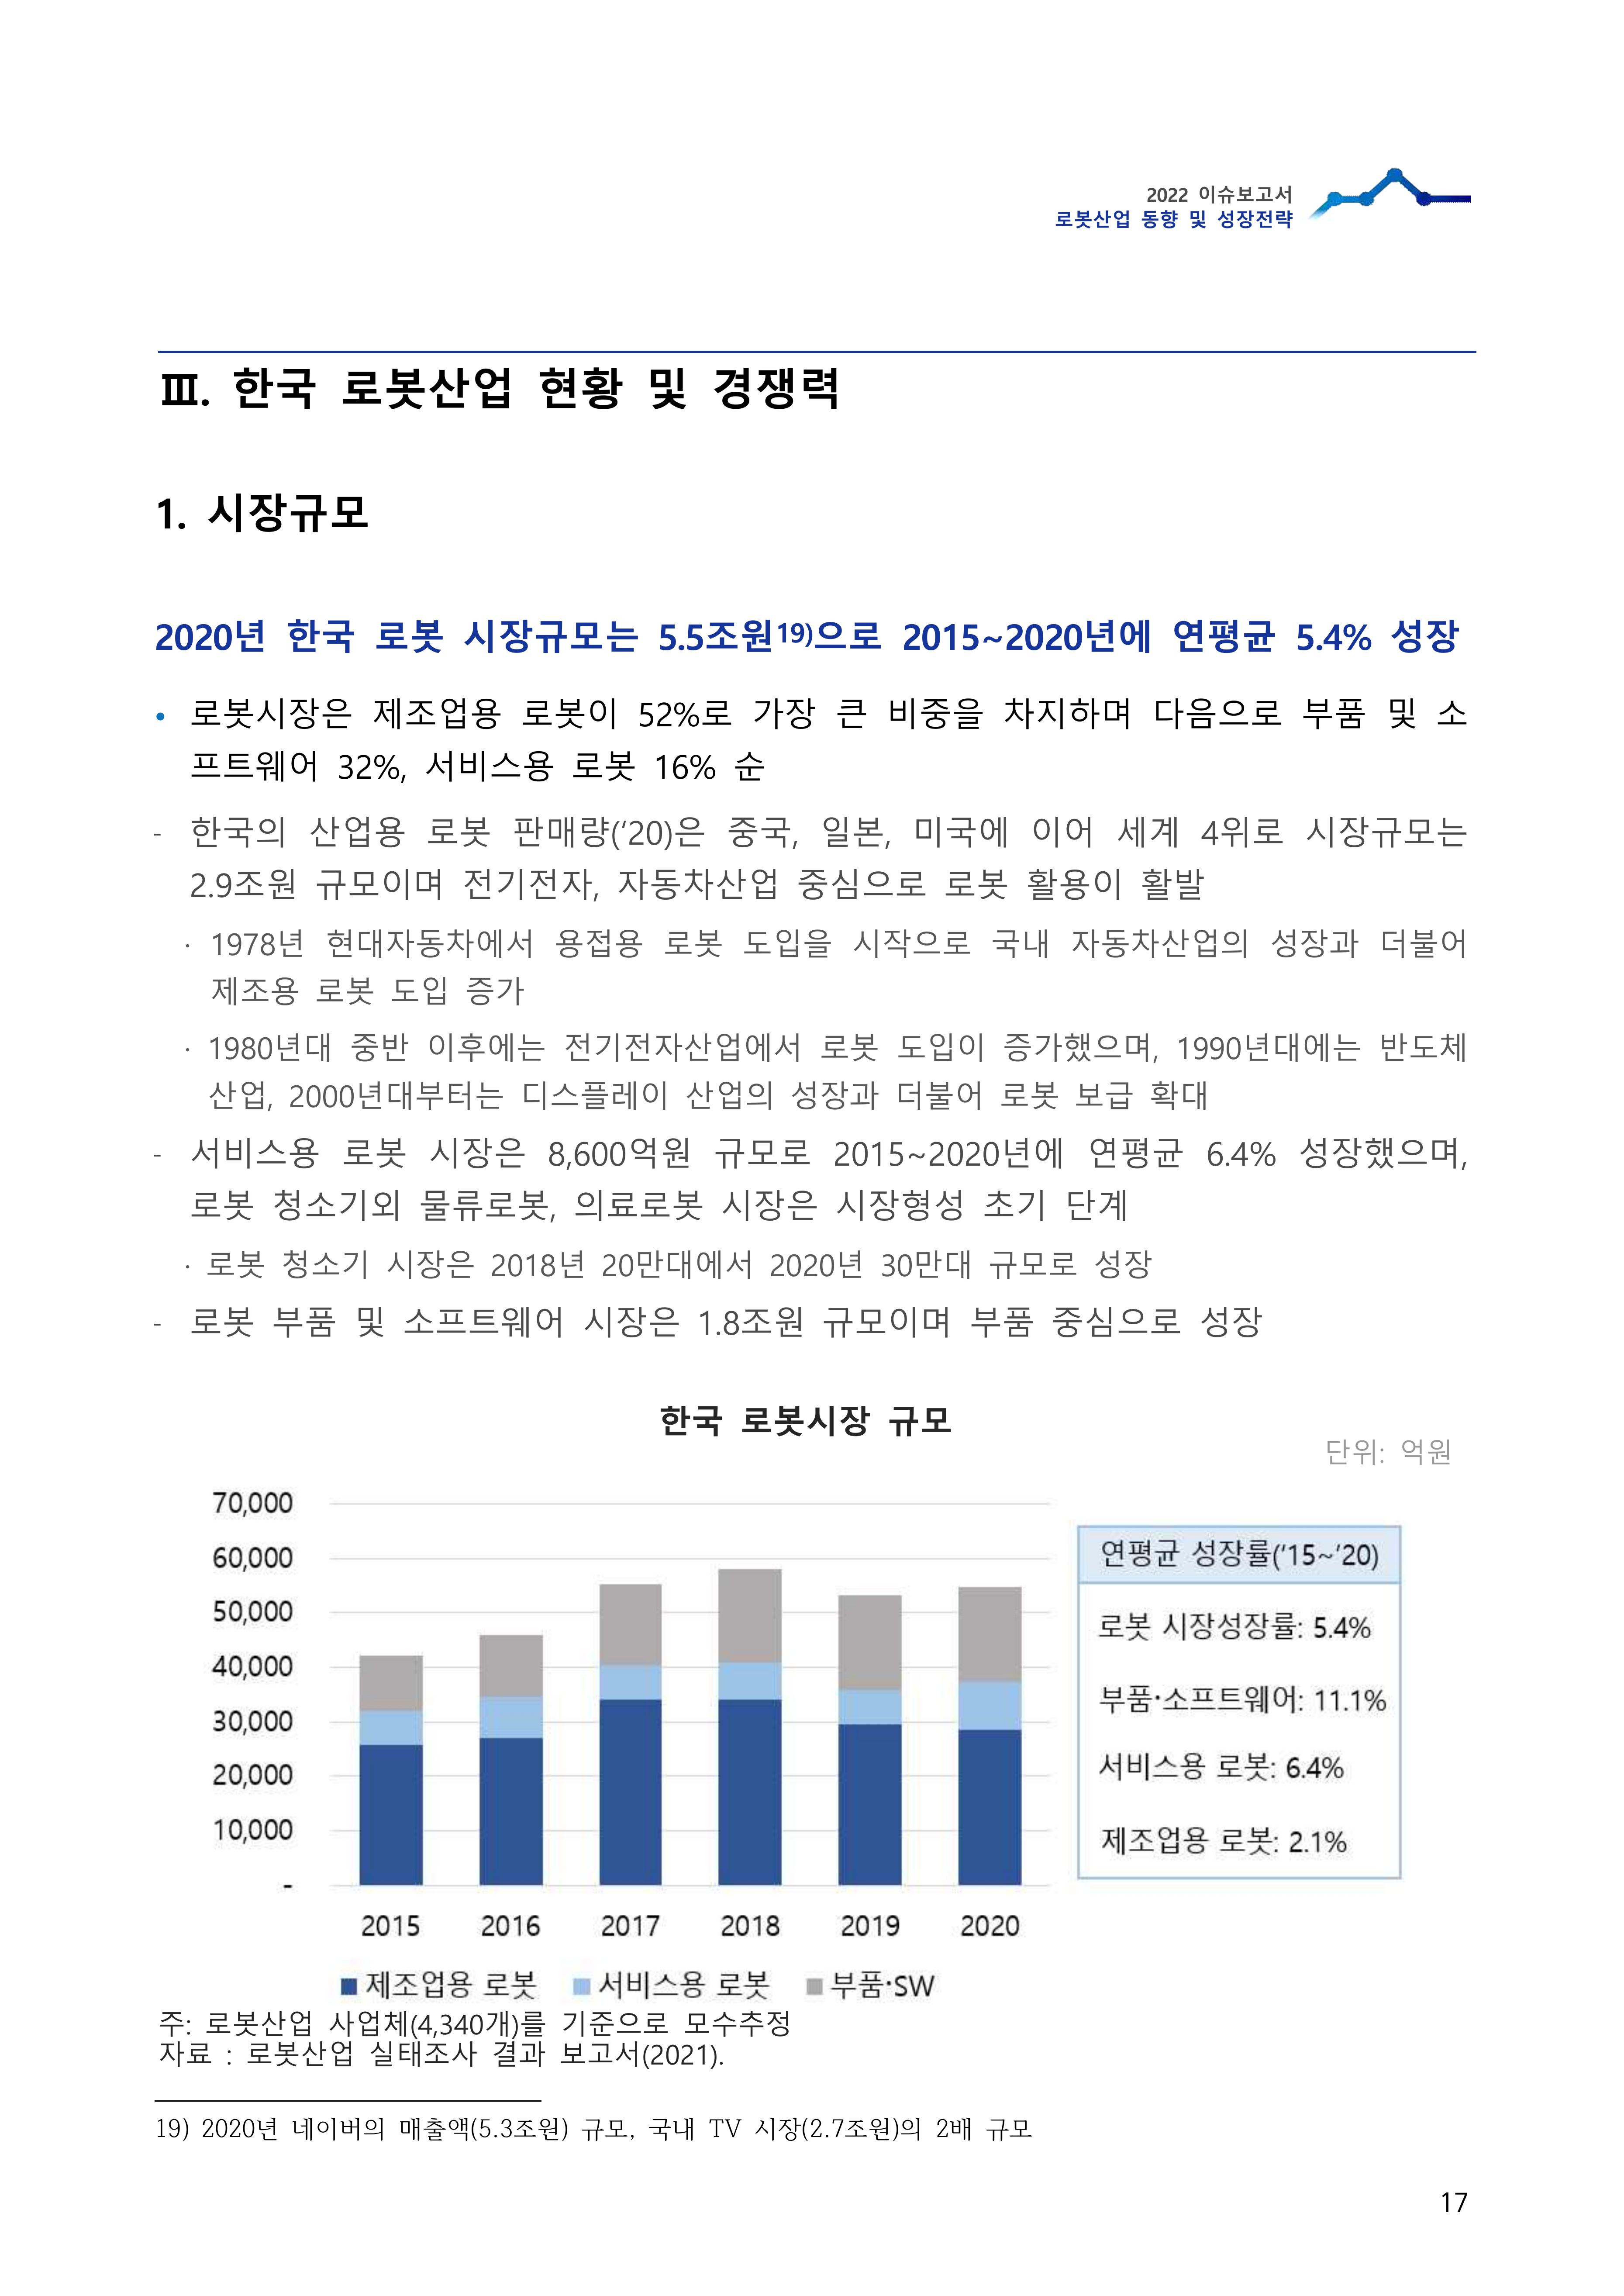 2022 이슈보고서
로봇산업 동향 및 성장전략
Ⅲ. 한국 로봇산업 현황 및 경쟁력
1. 시장규모
2020년 한국 로봇 시장규모는 5.5조원19)으로 2015~2020년에 연평균 5.4% 성장
• 로봇시장은 제조업용 로봇이 52%로 가장 큰 비중을 차지하며 다음으로 부품 및 소
프트웨어 32%, 서비스용 로봇 16% 순
- 한국의 산업용 로봇 판매량(‘20)은 중국, 일본, 미국에 이어 세계 4위로 시장규모는
2.9조원 규모이며 전기전자, 자동차산업 중심으로 로봇 활용이 활발
· 1978년 현대자동차에서 용접용 로봇 도입을 시작으로 국내 자동차산업의 성장과 더불어
제조용 로봇 도입 증가
· 1980년대 중반 이후에는 전기전자산업에서 로봇 도입이 증가했으며, 1990년대에는 반도체
산업, 2000년대부터는 디스플레이 산업의 성장과 더불어 로봇 보급 확대
- 서비스용 로봇 시장은 8,600억원 규모로 2015~2020년에 연평균 6.4% 성장했으며,
로봇 청소기외 물류로봇, 의료로봇 시장은 시장형성 초기 단계
· 로봇 청소기 시장은 2018년 20만대에서 2020년 30만대 규모로 성장
- 로봇 부품 및 소프트웨어 시장은 1.8조원 규모이며 부품 중심으로 성장
한국 로봇시장 규모
단위: 억원
70,000
60,000
50,000
40,000
30,000
20,000
10,000
-
2015 2016 2017 2018 2019 2020
제조업용 로봇 서비스용 로봇 부품·SW
연평균 성장률('15~'20)
로봇 시장성장률: 5.4%
부품·소프트웨어: 11.1%
서비스용 로봇: 6.4%
제조업용 로봇: 2.1%
주: 로봇산업 사업체(4,340개)를 기준으로 모수추정
자료 : 로봇산업 실태조사 결과 보고서(2021).
19) 2020년 네이버의 매출액(5.3조원) 규모, 국내 TV 시장(2.7조원)의 2배 규모
17